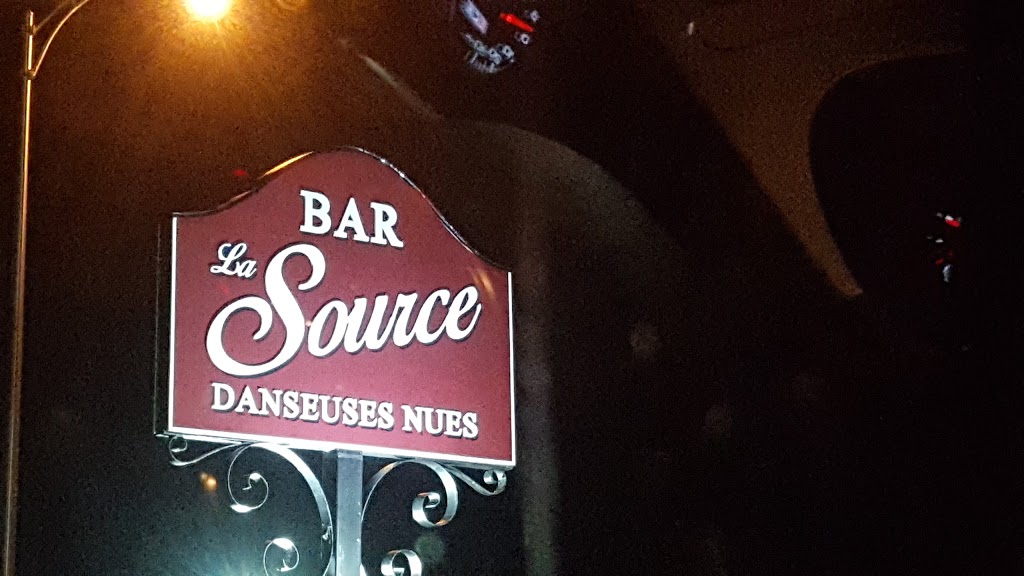 BAR
La Source
DANSEUSES NUES